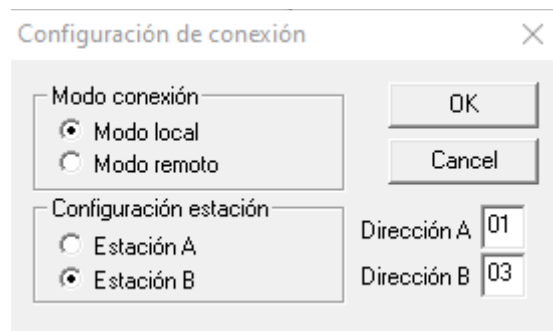 Configuración de conexión
Modo conexión
Modo local
Modo remoto
OK
Cancel
Configuración estación
Estación A
Estación B
Dirección A 01
Dirección B 03